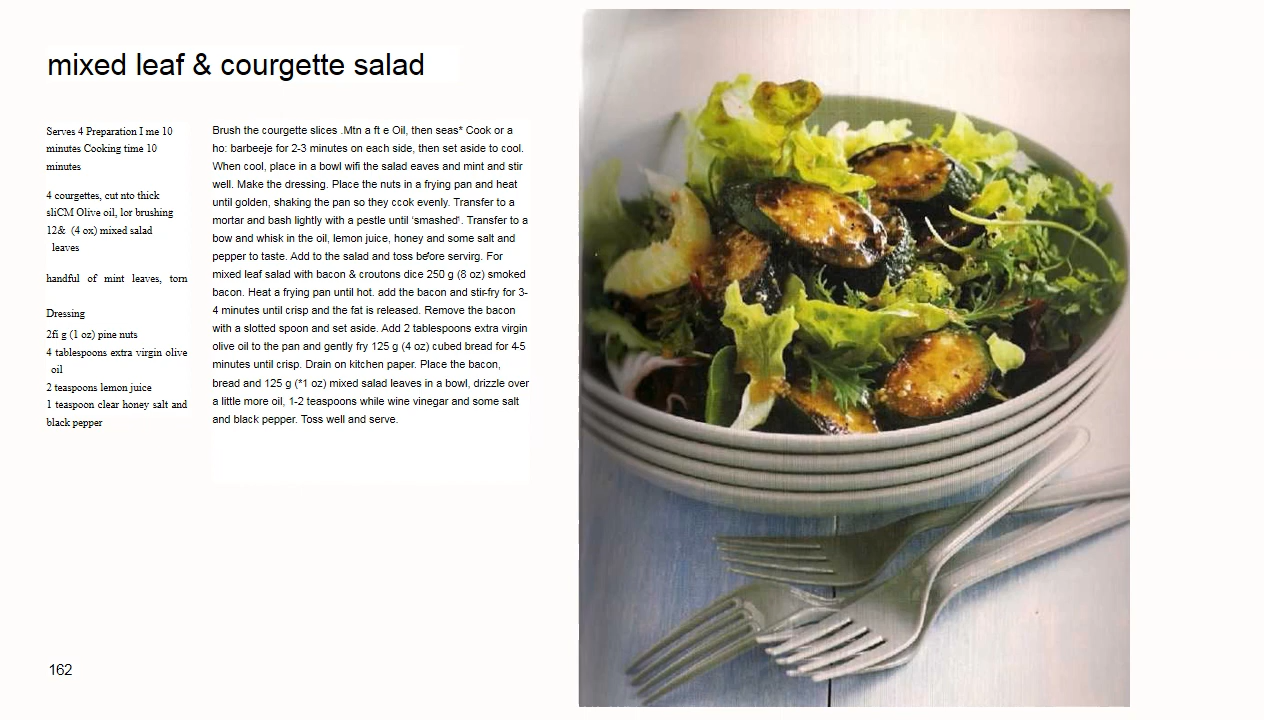 mixed leaf & courgette salad
Serves 4 Preparation I me 10
minutes Cooking time 10
minutes
4 courgettes, cut nto thick
sliCM Olive oil, lor brushing
12& (4 ox) mixed salad
leaves
handful of mint leaves, torn
Dressing
2fi g (1 oz) pine nuts
4 tablespoons extra virgin olive
oil
2 teaspoons lemon juice
1 teaspoon clear honey salt and
black pepper
Brush the courgette slices .Mtn a ft e Oil, then seas* Cook or a
ho: barbeeje for 2-3 minutes on each side, then set aside to cool.
When cool, place in a bowl wifi the salad eaves and mint and stir
well. Make the dressing. Place the nuts in a frying pan and heat
until golden, shaking the pan so they ccok evenly. Transfer to a
mortar and bash lightly with a pestle until 'smashed'. Transfer to a
bow and whisk in the oil, lemon juice, honey and some salt and
pepper to taste. Add to the salad and toss before servirg. For
mixed leaf salad with bacon & croutons dice 250 g (8 oz) smoked
bacon. Heat a frying pan until hot. add the bacon and stir-fry for 3-
4 minutes until crisp and the fat is released. Remove the bacon
with a slotted spoon and set aside. Add 2 tablespoons extra virgin
olive oil to the pan and gently fry 125 g (4 oz) cubed bread for 4-5
minutes until crisp. Drain on kitchen paper. Place the bacon,
bread and 125 g (*1 oz) mixed salad leaves in a bowl, drizzle over
a little more oil, 1-2 teaspoons while wine vinegar and some salt
and black pepper. Toss well and serve.
162